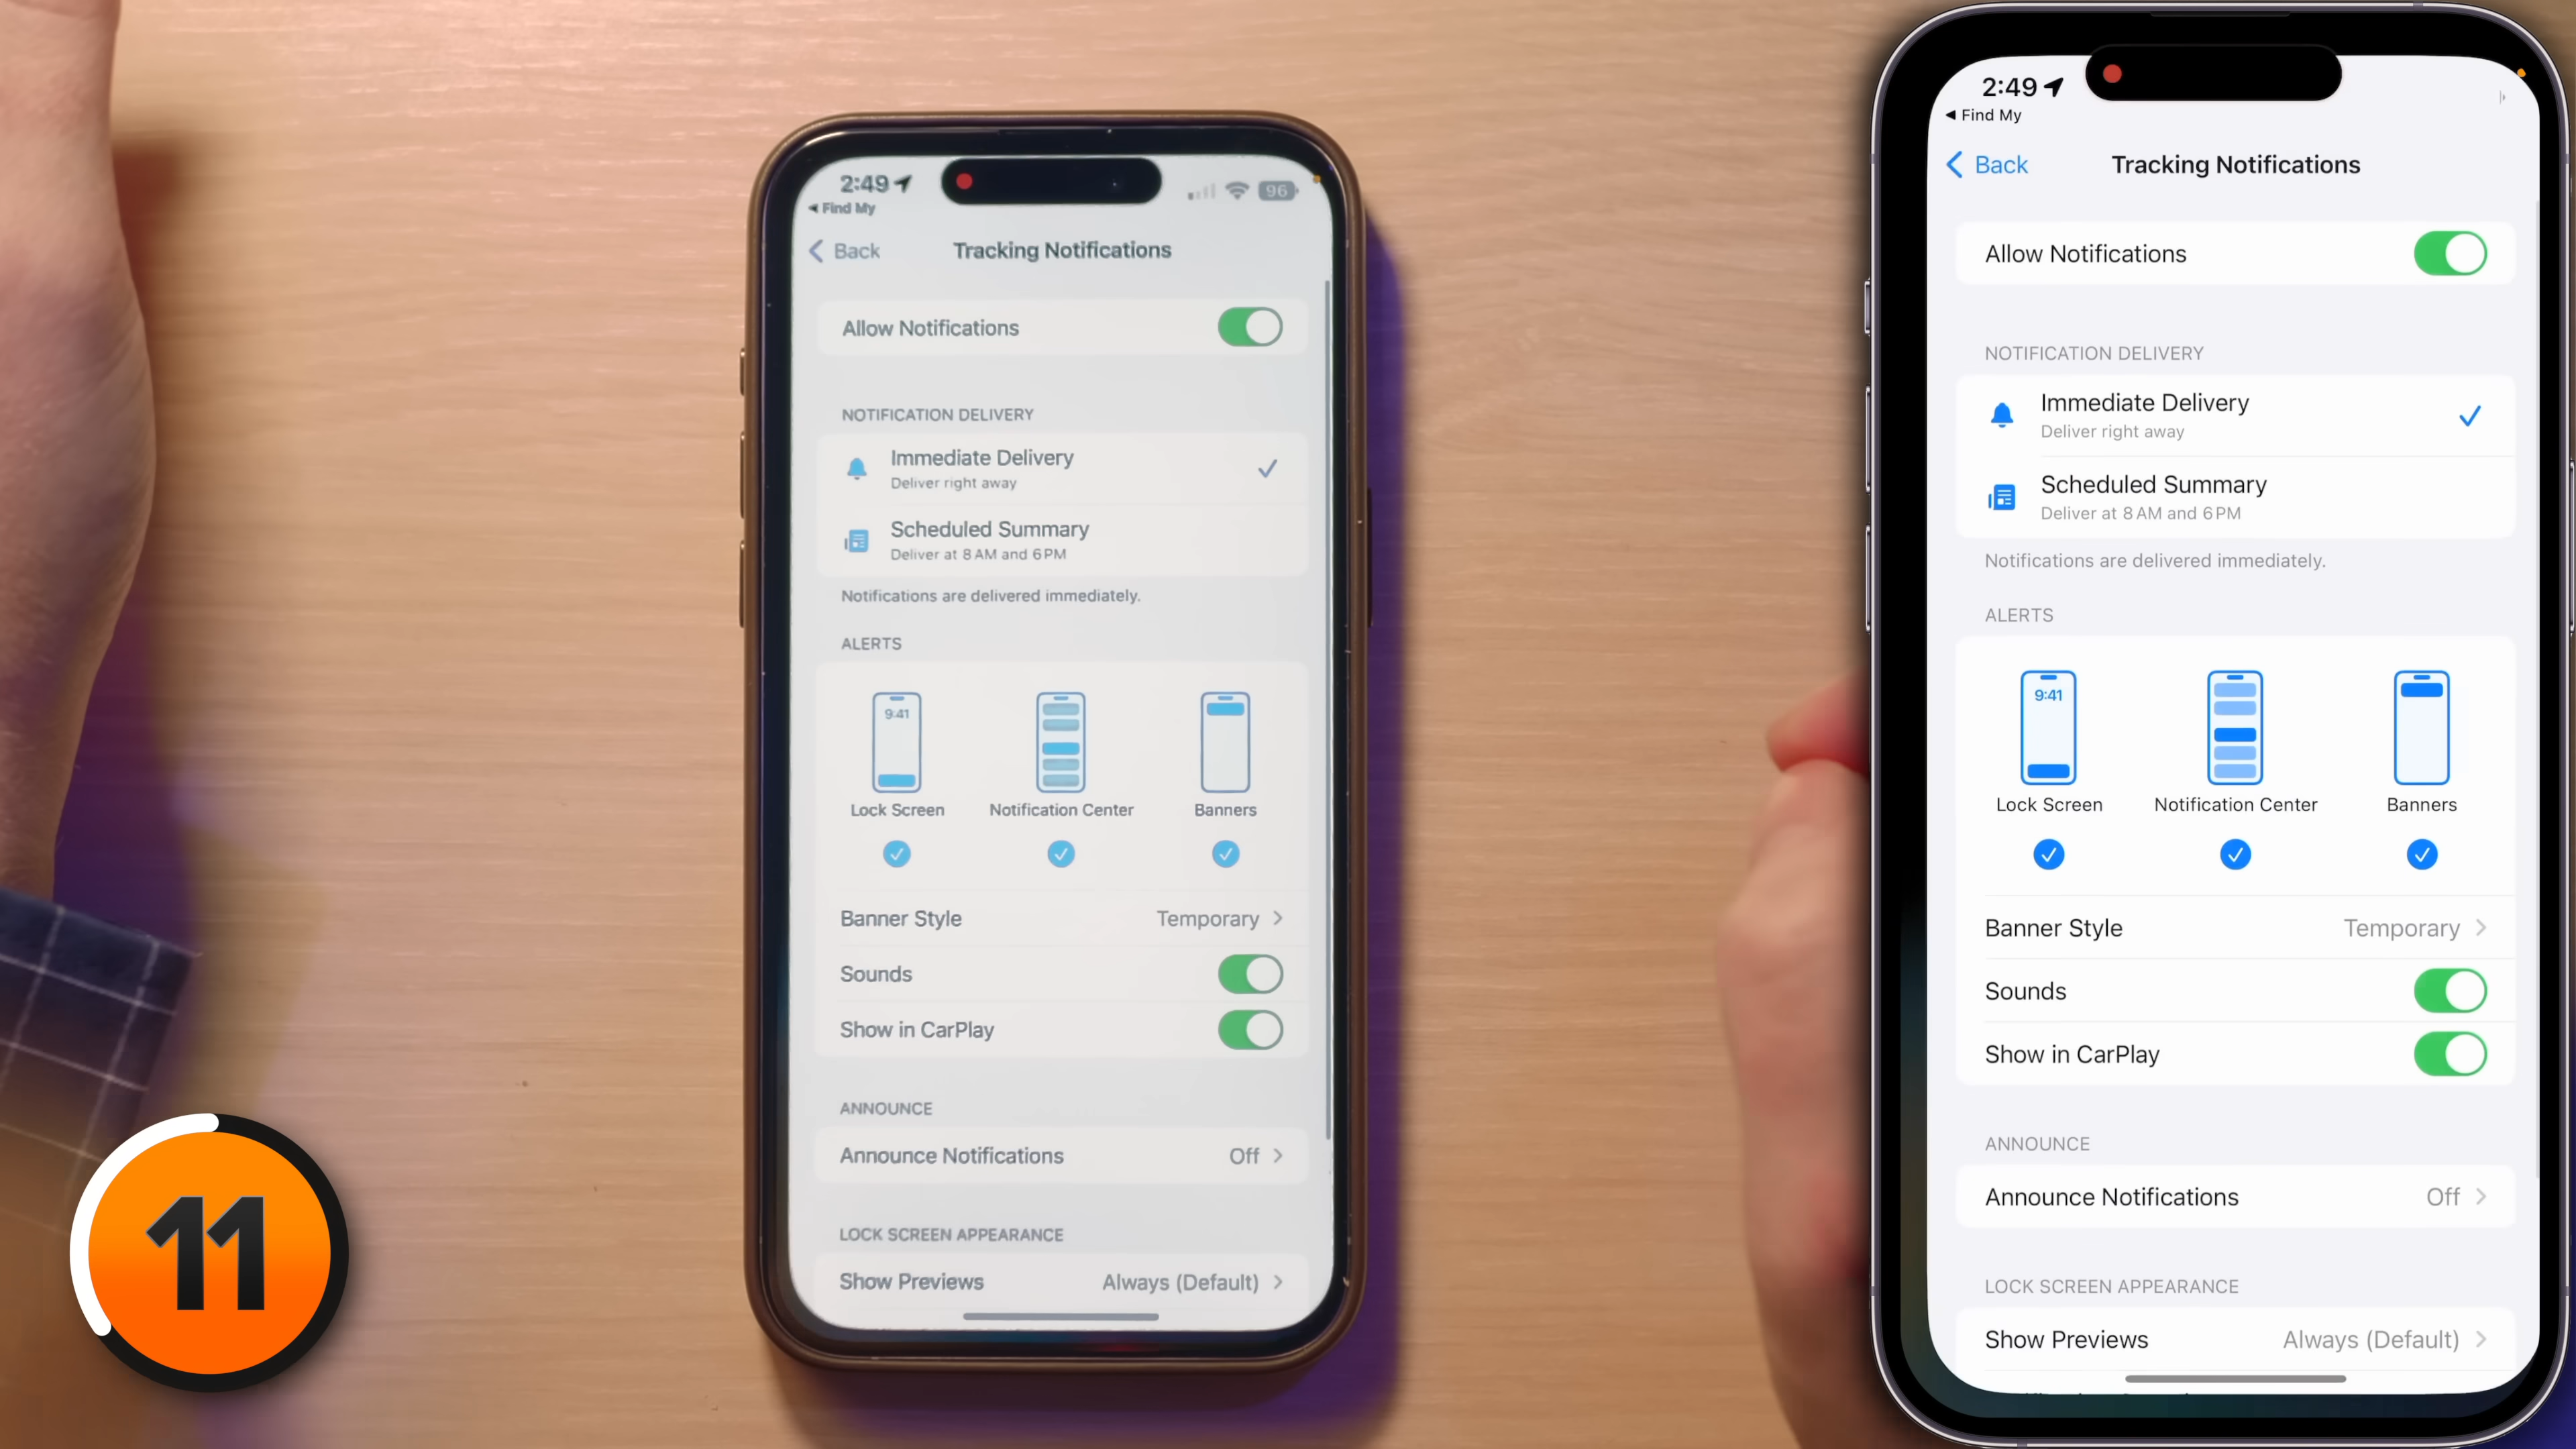 2:49
96
Find My
Back
Tracking Notifications
Allow Notifications
NOTIFICATION DELIVERY
Immediate Delivery
Deliver right away
Scheduled Summary
Deliver at 8 AM and 6 PM
Notifications are delivered immediately.
ALERTS
9:41
Lock Screen
Notification Center
Banners
Banner Style
Temporary
Sounds
Show in CarPlay
ANNOUNCE
Announce Notifications
Off
LOCK SCREEN APPEARANCE
Show Previews
Always (Default)
11
2:49
Find My
Back
Tracking Notifications
Allow Notifications
NOTIFICATION DELIVERY
Immediate Delivery
Deliver right away
Scheduled Summary
Deliver at 8 AM and 6 PM
Notifications are delivered immediately.
ALERTS
9:41
Lock Screen
Notification Center
Banners
Banner Style
Temporary
Sounds
Show in CarPlay
ANNOUNCE
Announce Notifications
Off
LOCK SCREEN APPEARANCE
Show Previews
Always (Default)